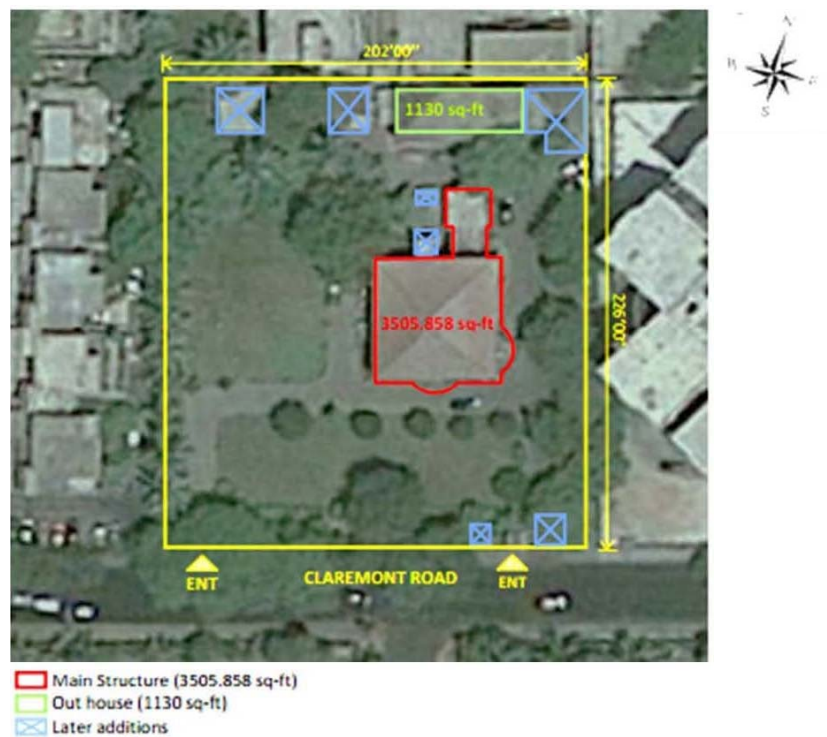 202'00"
N
W
E
S
1130 sq-ft
3505.858 sq-ft
226'00"
ENT
CLAREMONT ROAD
ENT
Main Structure (3505.858 sq-ft)
Out house (1130 sq-ft)
Later additions